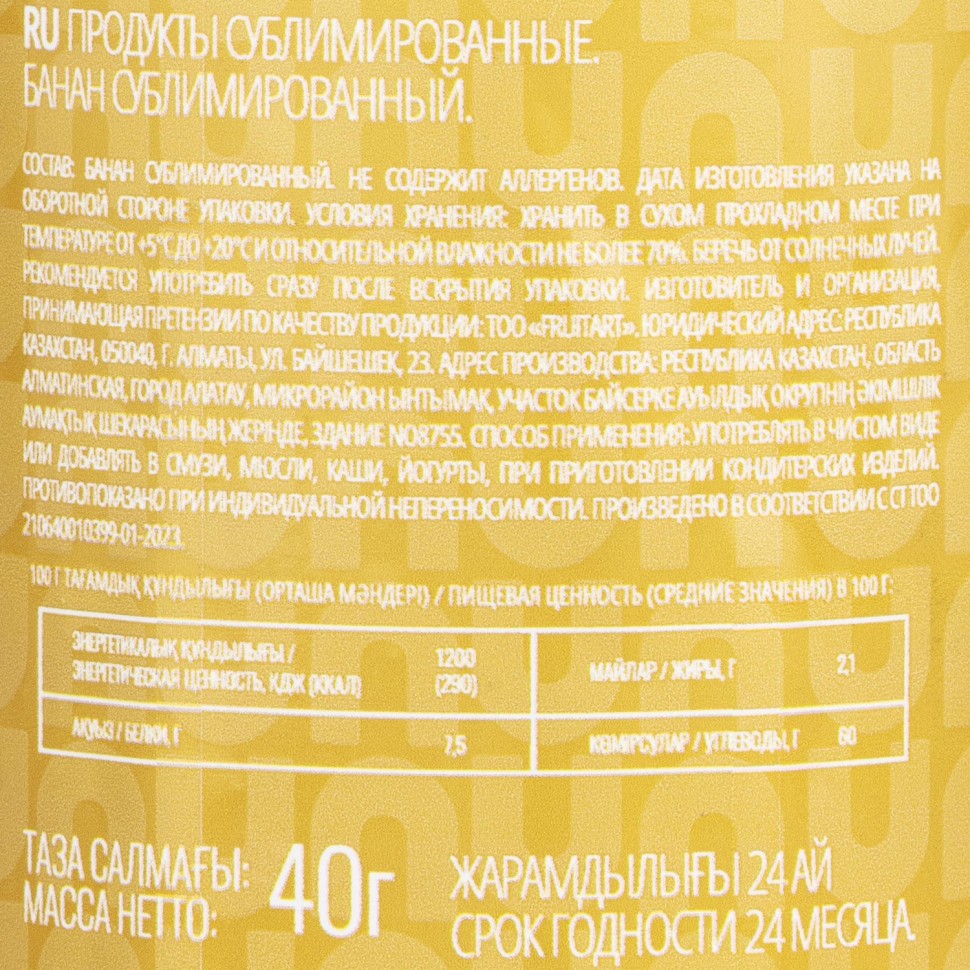 RU ПРОДУКТЫ СУБЛИМИРОВАННЫЕ.
БАНАН СУБЛИМИРОВАННЫЙ.
СОСТАВ: БАНАН СУБЛИМИРОВАННЫЙ. НЕ СОДЕРЖИТ АЛЛЕРГЕНОВ. ДАТА ИЗГОТОВЛЕНИЯ УКАЗАНА НА
ОБОРОТНОЙ СТОРОНЕ УПАКОВКИ. УСЛОВИЯ ХРАНЕНИЯ: ХРАНИТЬ В СУХОМ ПРОХЛАДНОМ МЕСТЕ ПРИ
ТЕМПЕРАТУРЕ ОТ +5°C ДО +20°C И ОТНОСИТЕЛЬНОЙ ВЛАЖНОСТИ НЕ БОЛЕЕ 70%. БЕРЕЧЬ ОТ СОЛНЕЧНЫХ ЛУЧЕЙ.
РЕКОМЕНДУЕТСЯ УПОТРЕБИТЬ СРАЗУ ПОСЛЕ ВСКРЫТИЯ УПАКОВКИ. ИЗГОТОВИТЕЛЬ И ОРГАНИЗАЦИЯ,
ПРИНИМАЮЩАЯ ПРЕТЕНЗИИ ПО КАЧЕСТВУ ПРОДУКЦИИ: ТОО «FRUITART». ЮРИДИЧЕСКИЙ АДРЕС: РЕСПУБЛИКА
КАЗАХСТАН, 050040, Г. АЛМАТЫ, УЛ. БАЙШЕШЕК, 23. АДРЕС ПРОИЗВОДСТВА: РЕСПУБЛИКА КАЗАХСТАН, ОБЛАСТЬ
АЛМАТИНСКАЯ, ГОРОД АЛАТАУ, МИКРОРАЙОН ЫНТЫМАҚ, УЧАСТОК БАЙСЕРКЕ АУЫЛДЫҚ ОКРУГІНІҢ ӘКІМШІЛІК
АУМАҚТЫҚ ШЕКАРАСЫНЫҢ ЖЕРІНДЕ, ЗДАНИЕ NO8755. СПОСОБ ПРИМЕНЕНИЯ: УПОТРЕБЛЯТЬ В ЧИСТОМ ВИДЕ
ИЛИ ДОБАВЛЯТЬ В СМУЗИ, МЮСЛИ, КАШИ, ЙОГУРТЫ, ПРИ ПРИГОТОВЛЕНИИ КОНДИТЕРСКИХ ИЗДЕЛИЙ.
ПРОТИВОПОКАЗАНО ПРИ ИНДИВИДУАЛЬНОЙ НЕПЕРЕНОСИМОСТИ. ПРОИЗВЕДЕНО В СООТВЕТСТВИИ С СТ ТОО
210640010399-01-2023.
100 Г ТАҒАМДЫҚ ҚҰНДЫЛЫҒЫ (ОРТАША МӘНДЕРІ) / ПИЩЕВАЯ ЦЕННОСТЬ (СРЕДНИЕ ЗНАЧЕНИЯ) В 100 Г:
ЭНЕРГЕТИКАЛЫҚ ҚҰНДЫЛЫҒЫ / 1200
ЭНЕРГЕТИЧЕСКАЯ ЦЕННОСТЬ, КДЖ (ККАЛ) (290)
МАЙЛАР / ЖИРЫ, Г 2,1
АҚУЫЗ / БЕЛКИ, Г 7,5
КӨМІРСУЛАР / УГЛЕВОДЫ, Г 60
ТАЗА САЛМАҒЫ:
МАССА НЕТТО:
40г
ЖАРАМДЫЛЫҒЫ 24 АЙ
СРОК ГОДНОСТИ 24 МЕСЯЦА.